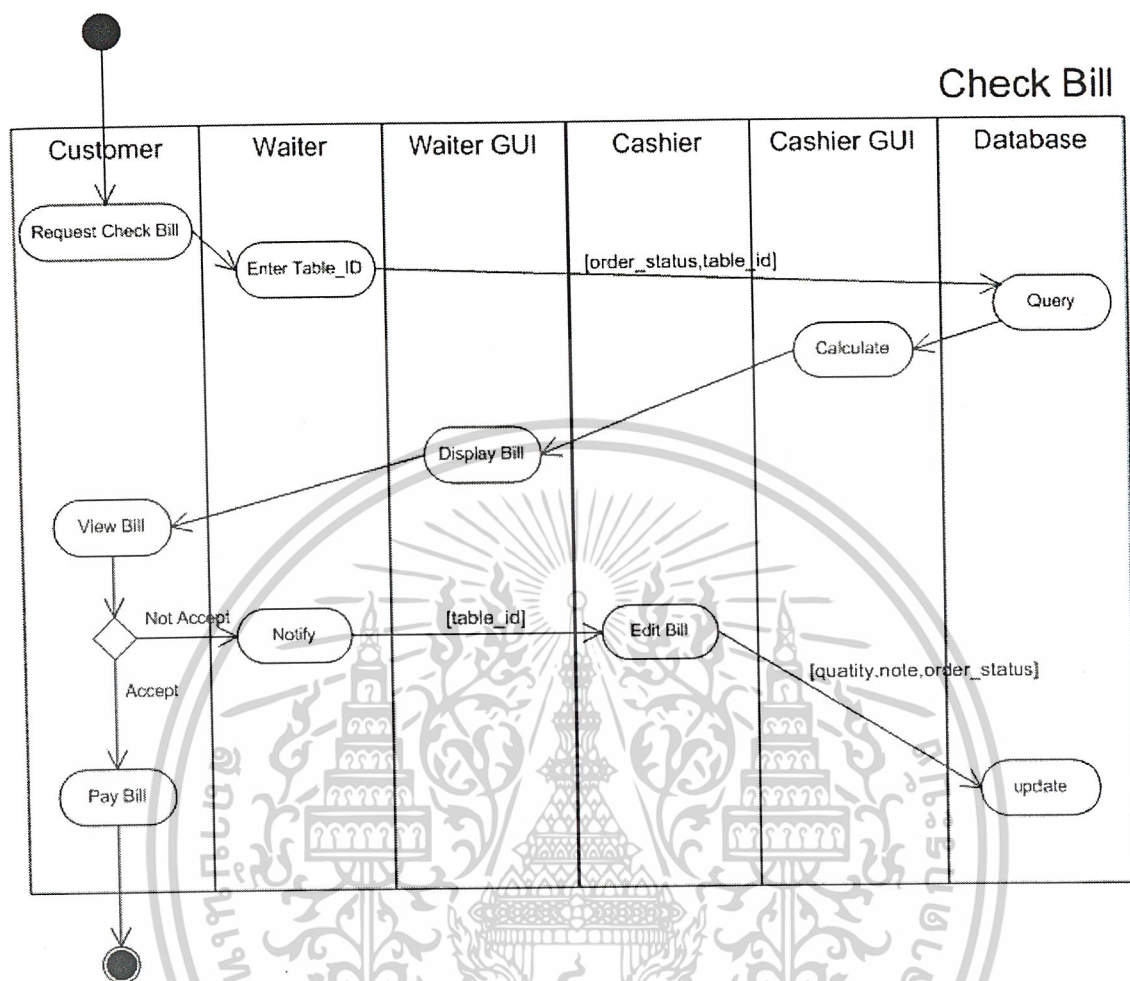 Check Bill
Customer
Waiter
Waiter GUI
Cashier
Cashier GUI
Database
Request Check Bill
Enter Table_ID
[order_status,table_id]
Query
Calculate
Display Bill
View Bill
Not Accept
Notify
[table_id]
Edit Bill
[quatity.note,order_status]
Accept
Pay Bill
update